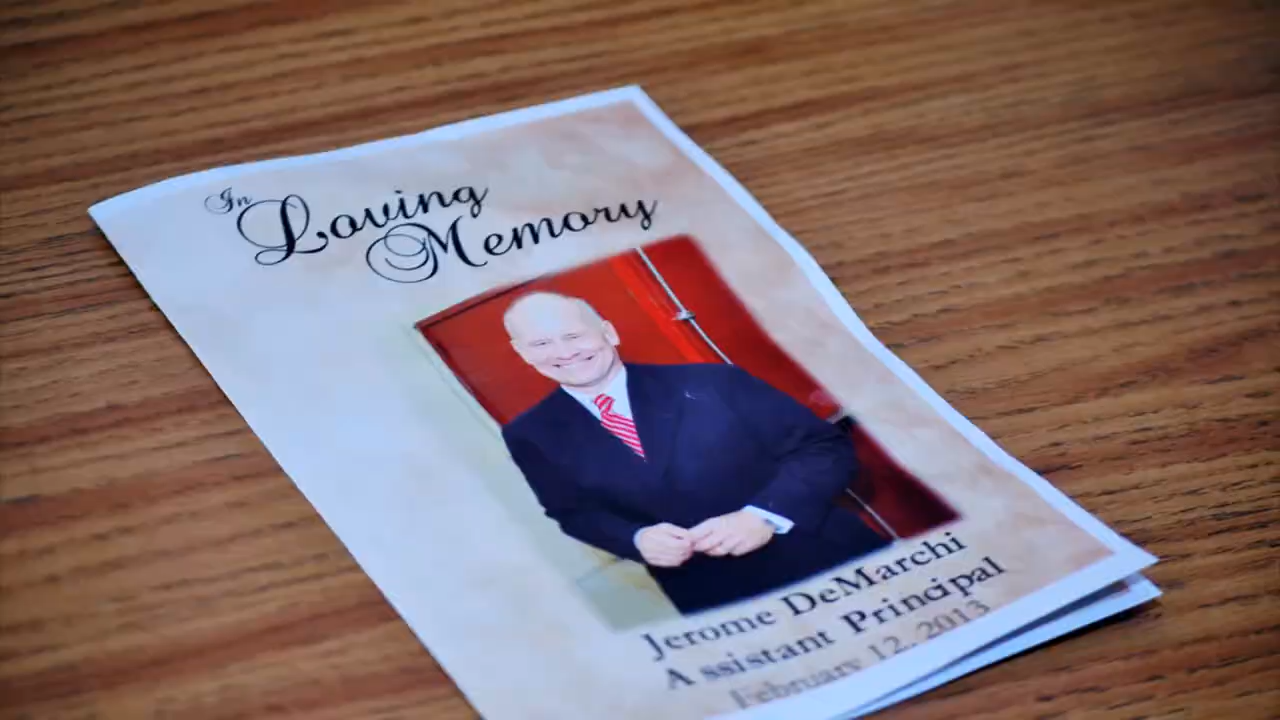 In
Loving
Memory
Jerome DeMarchi
Assistant Principal
February 12, 2013